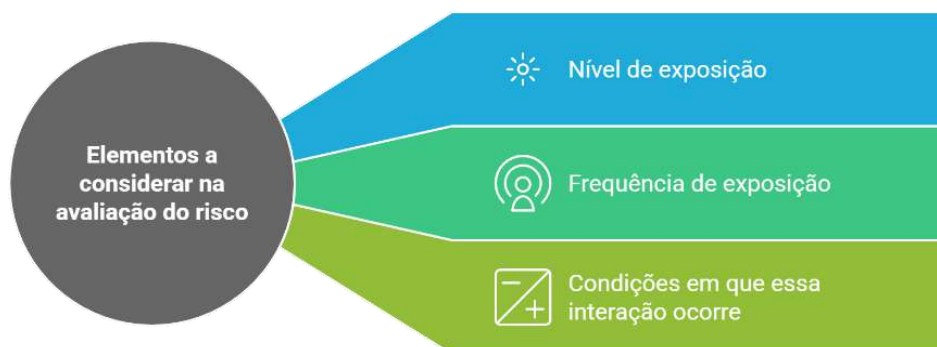 Elementos a
considerar na
avaliação do risco
Nível de exposição
Frequência de exposição
Condições em que essa
interação ocorre